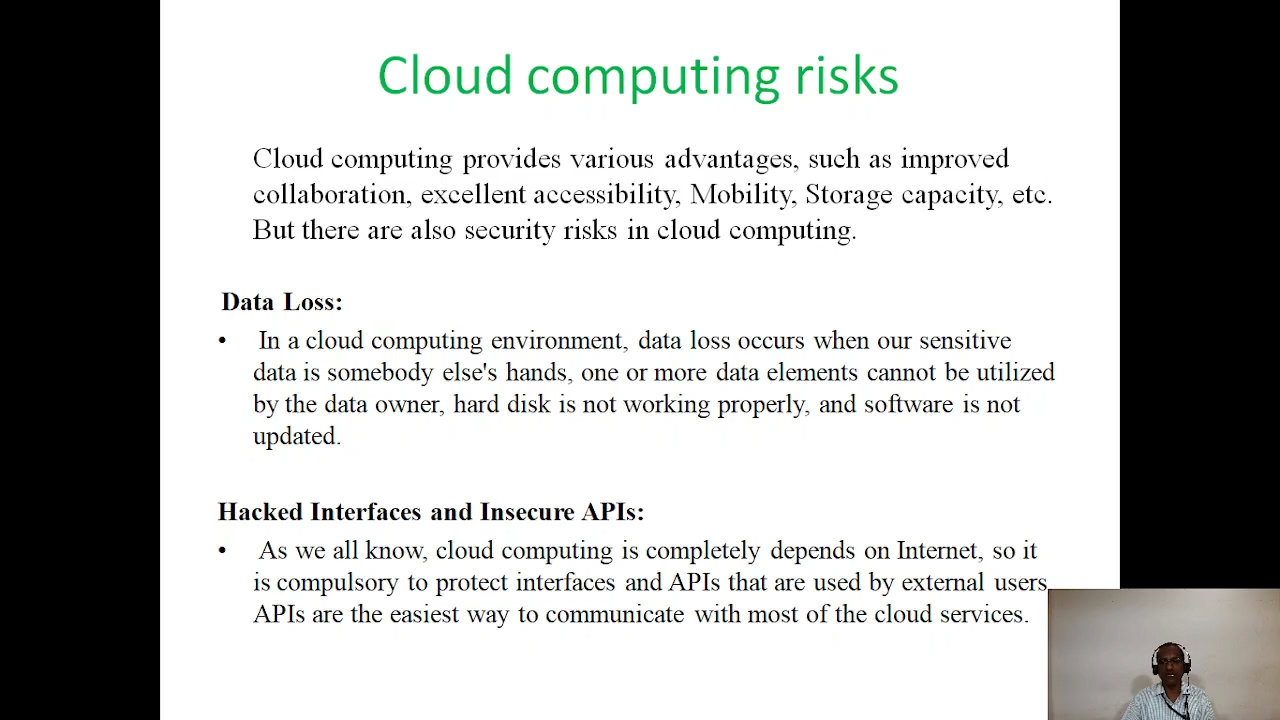 Cloud computing risks
Cloud computing provides various advantages, such as improved
collaboration, excellent accessibility, Mobility, Storage capacity, etc.
But there are also security risks in cloud computing.
Data Loss:
• In a cloud computing environment, data loss occurs when our sensitive
data is somebody else's hands, one or more data elements cannot be utilized
by the data owner, hard disk is not working properly, and software is not
updated.
Hacked Interfaces and Insecure APIs:
• As we all know, cloud computing is completely depends on Internet, so it
is compulsory to protect interfaces and APIs that are used by external users
APIs are the easiest way to communicate with most of the cloud services.